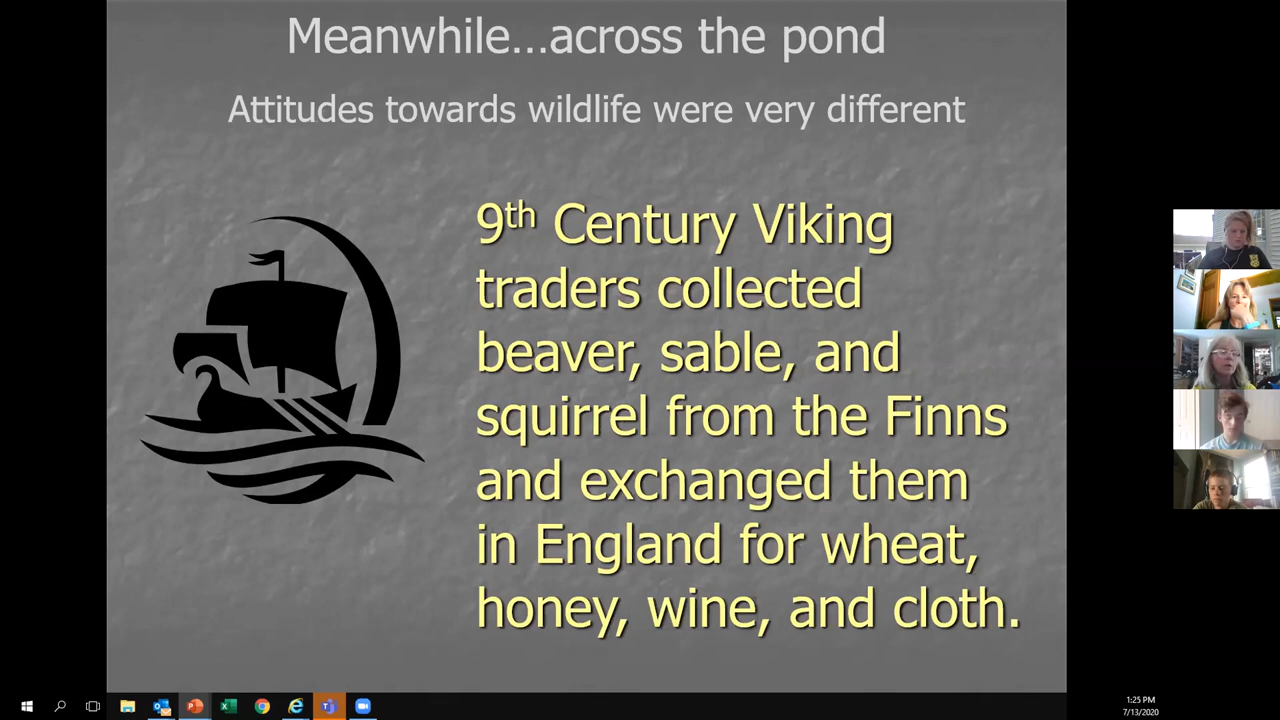 Meanwhile...across the pond
Attitudes towards wildlife were very different
9th Century Viking
traders collected
beaver, sable, and
squirrel from the Finns
and exchanged them
in England for wheat,
honey, wine, and cloth.
1:25 PM
7/13/2020